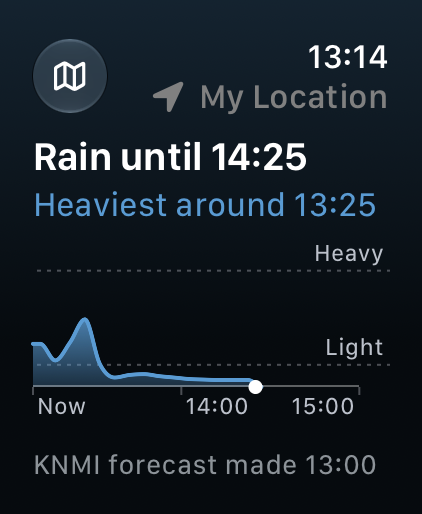 13:14
My Location
Rain until 14:25
Heaviest around 13:25
Heavy
Light
Now 14:00 15:00
KNMI forecast made 13:00